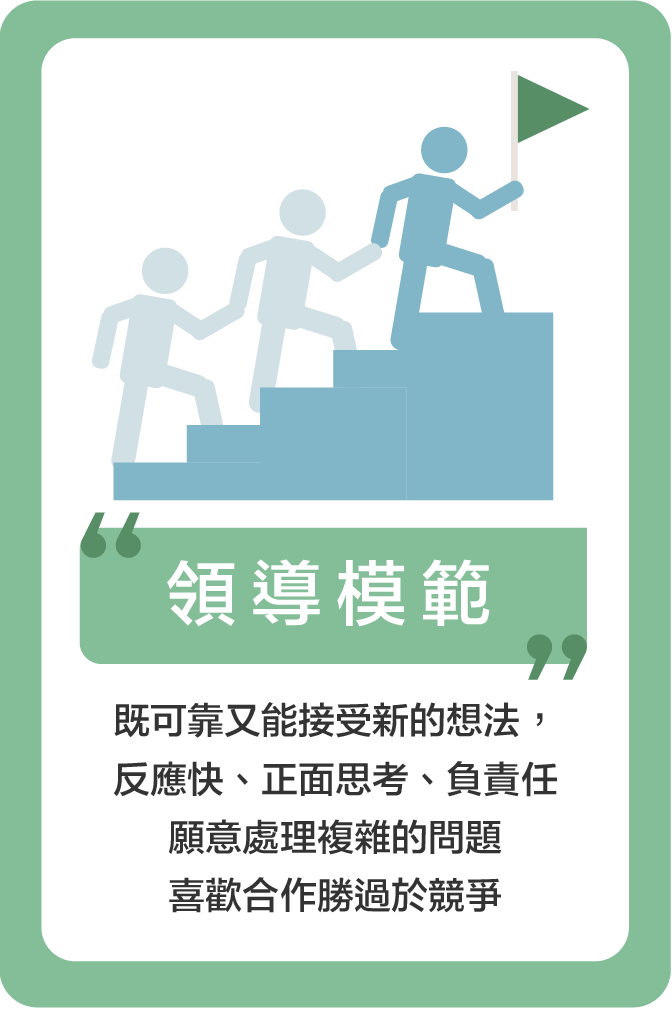 領導模範
既可靠又能接受新的想法，
反應快、正面思考、負責任
願意處理複雜的問題
喜歡合作勝過於競爭